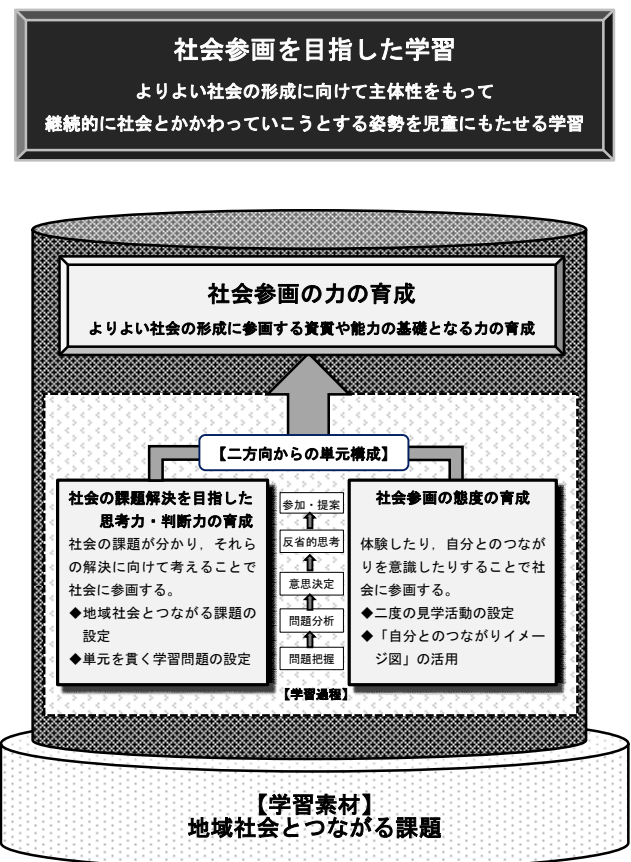 社会参画を目指した学習
よりよい社会の形成に向けて主体性をもって
継続的に社会とかかわっていこうとする姿勢を児童にもたせる学習
社会参画の力の育成
よりよい社会の形成に参画する資質や能力の基礎となる力の育成
【二方向からの単元構成】
社会の課題解決を目指した
思考力・判断力の育成
社会の課題が分かり，それら
の解決に向けて考えることで
社会に参画する。
◆地域社会とつながる課題の
設定
◆単元を貫く学習問題の設定
参加・提案
反省的思考
意思決定
問題分析
問題把握
【学習過程】
社会参画の態度の育成
体験したり，自分とのつなが
りを意識したりすることで社
会に参画する。
◆二度の見学活動の設定
◆「自分とのつながりイメー
ジ図」の活用
【学習素材】
地域社会とつながる課題